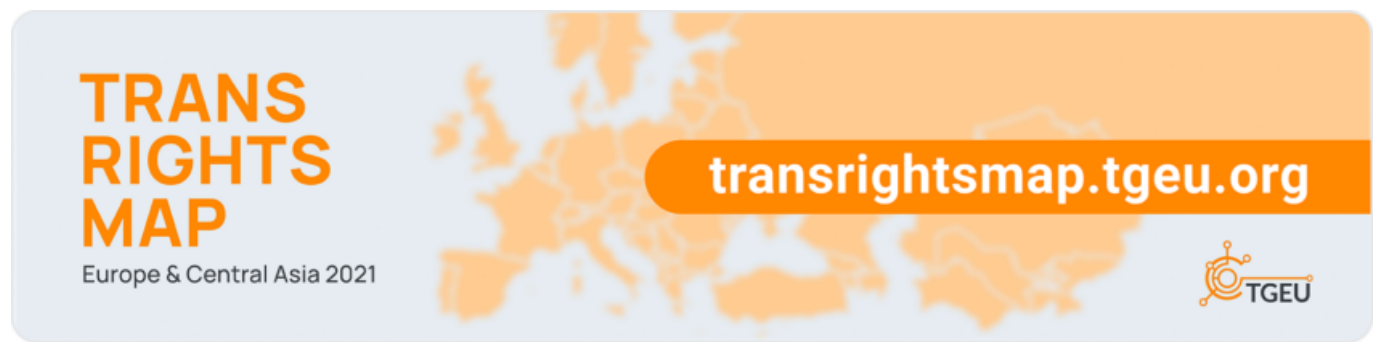 TRANS
RIGHTS
MAP
Europe & Central Asia 2021
transrightsmap.tgeu.org
TGEU